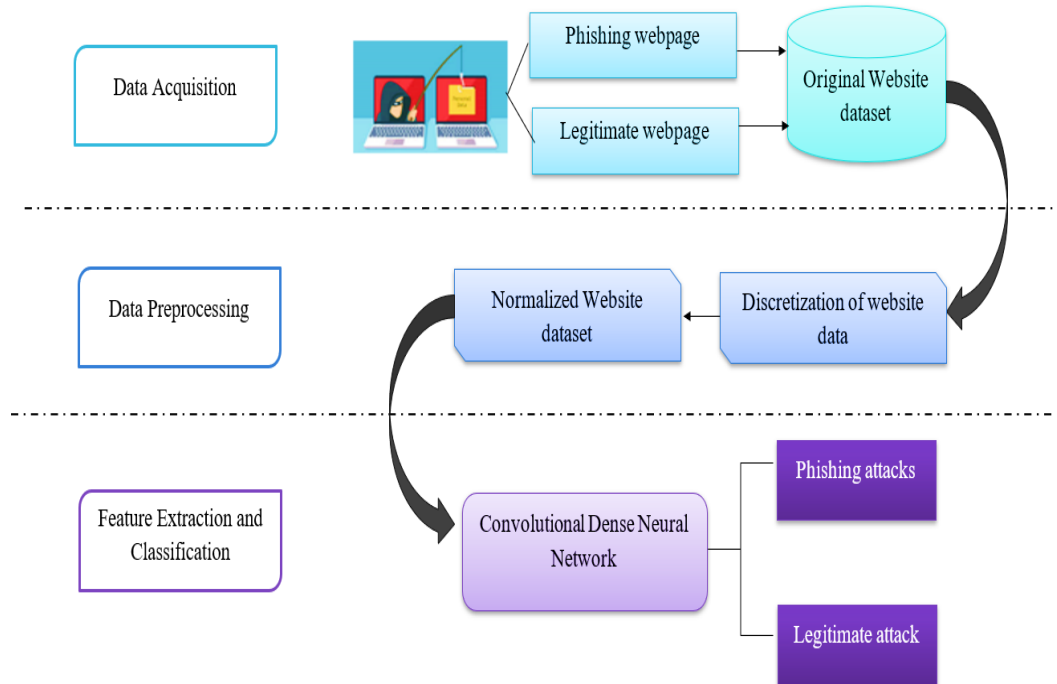 Data Acquisition
Phishing webpage
Legitimate webpage
Original Website
dataset
Data Preprocessing
Normalized Website
dataset
Discretization of website
data
Feature Extraction and
Classification
Convolutional Dense Neural
Network
Phishing attacks
Legitimate attack